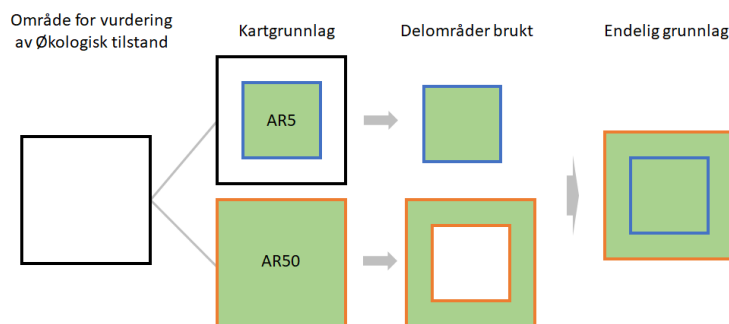 Område for vurdering
av Økologisk tilstand
Kartgrunnlag
Delområder brukt
Endelig grunnlag
AR5
AR50